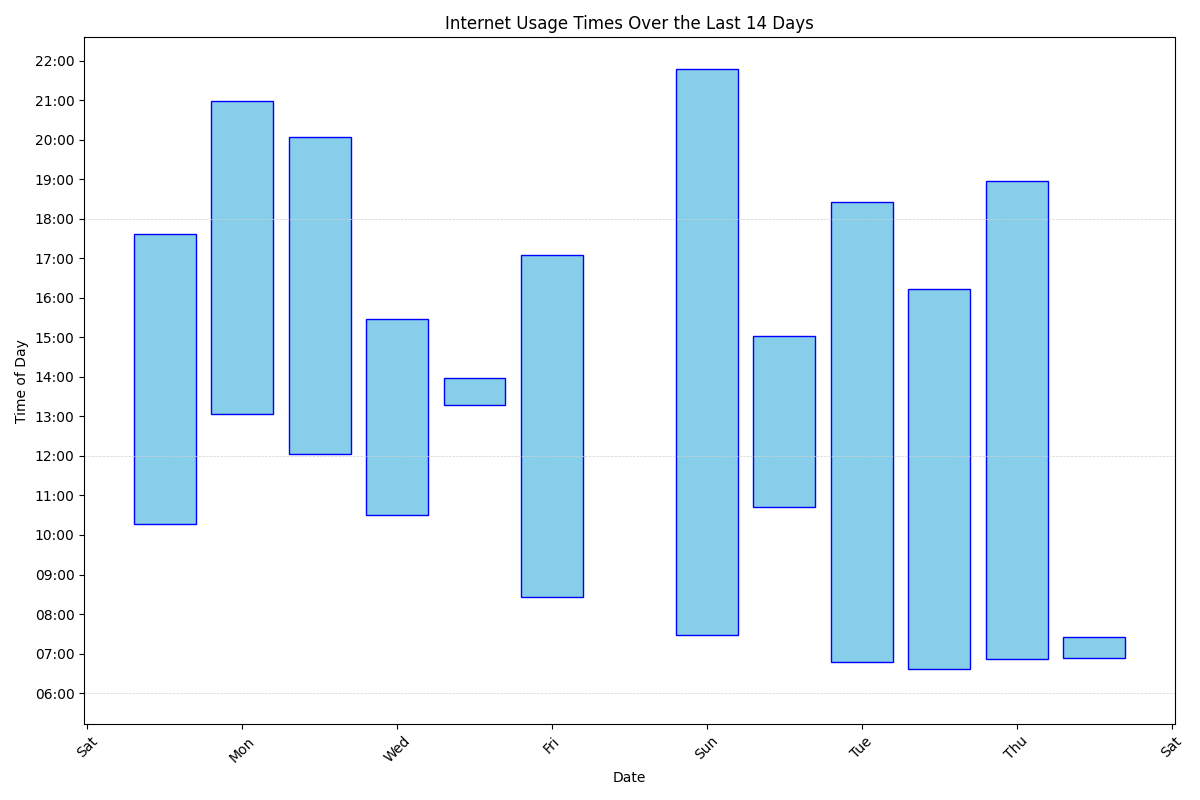 Internet Usage Times Over the Last 14 Days
22:00
21:00
20:00
19:00
18:00
17:00
16:00
15:00
14:00
13:00
12:00
11:00
10:00
09:00
08:00
07:00
06:00
Time of Day
Sat
Mon
Wed
Fri
Sun
Tue
Thu
Sat
Date